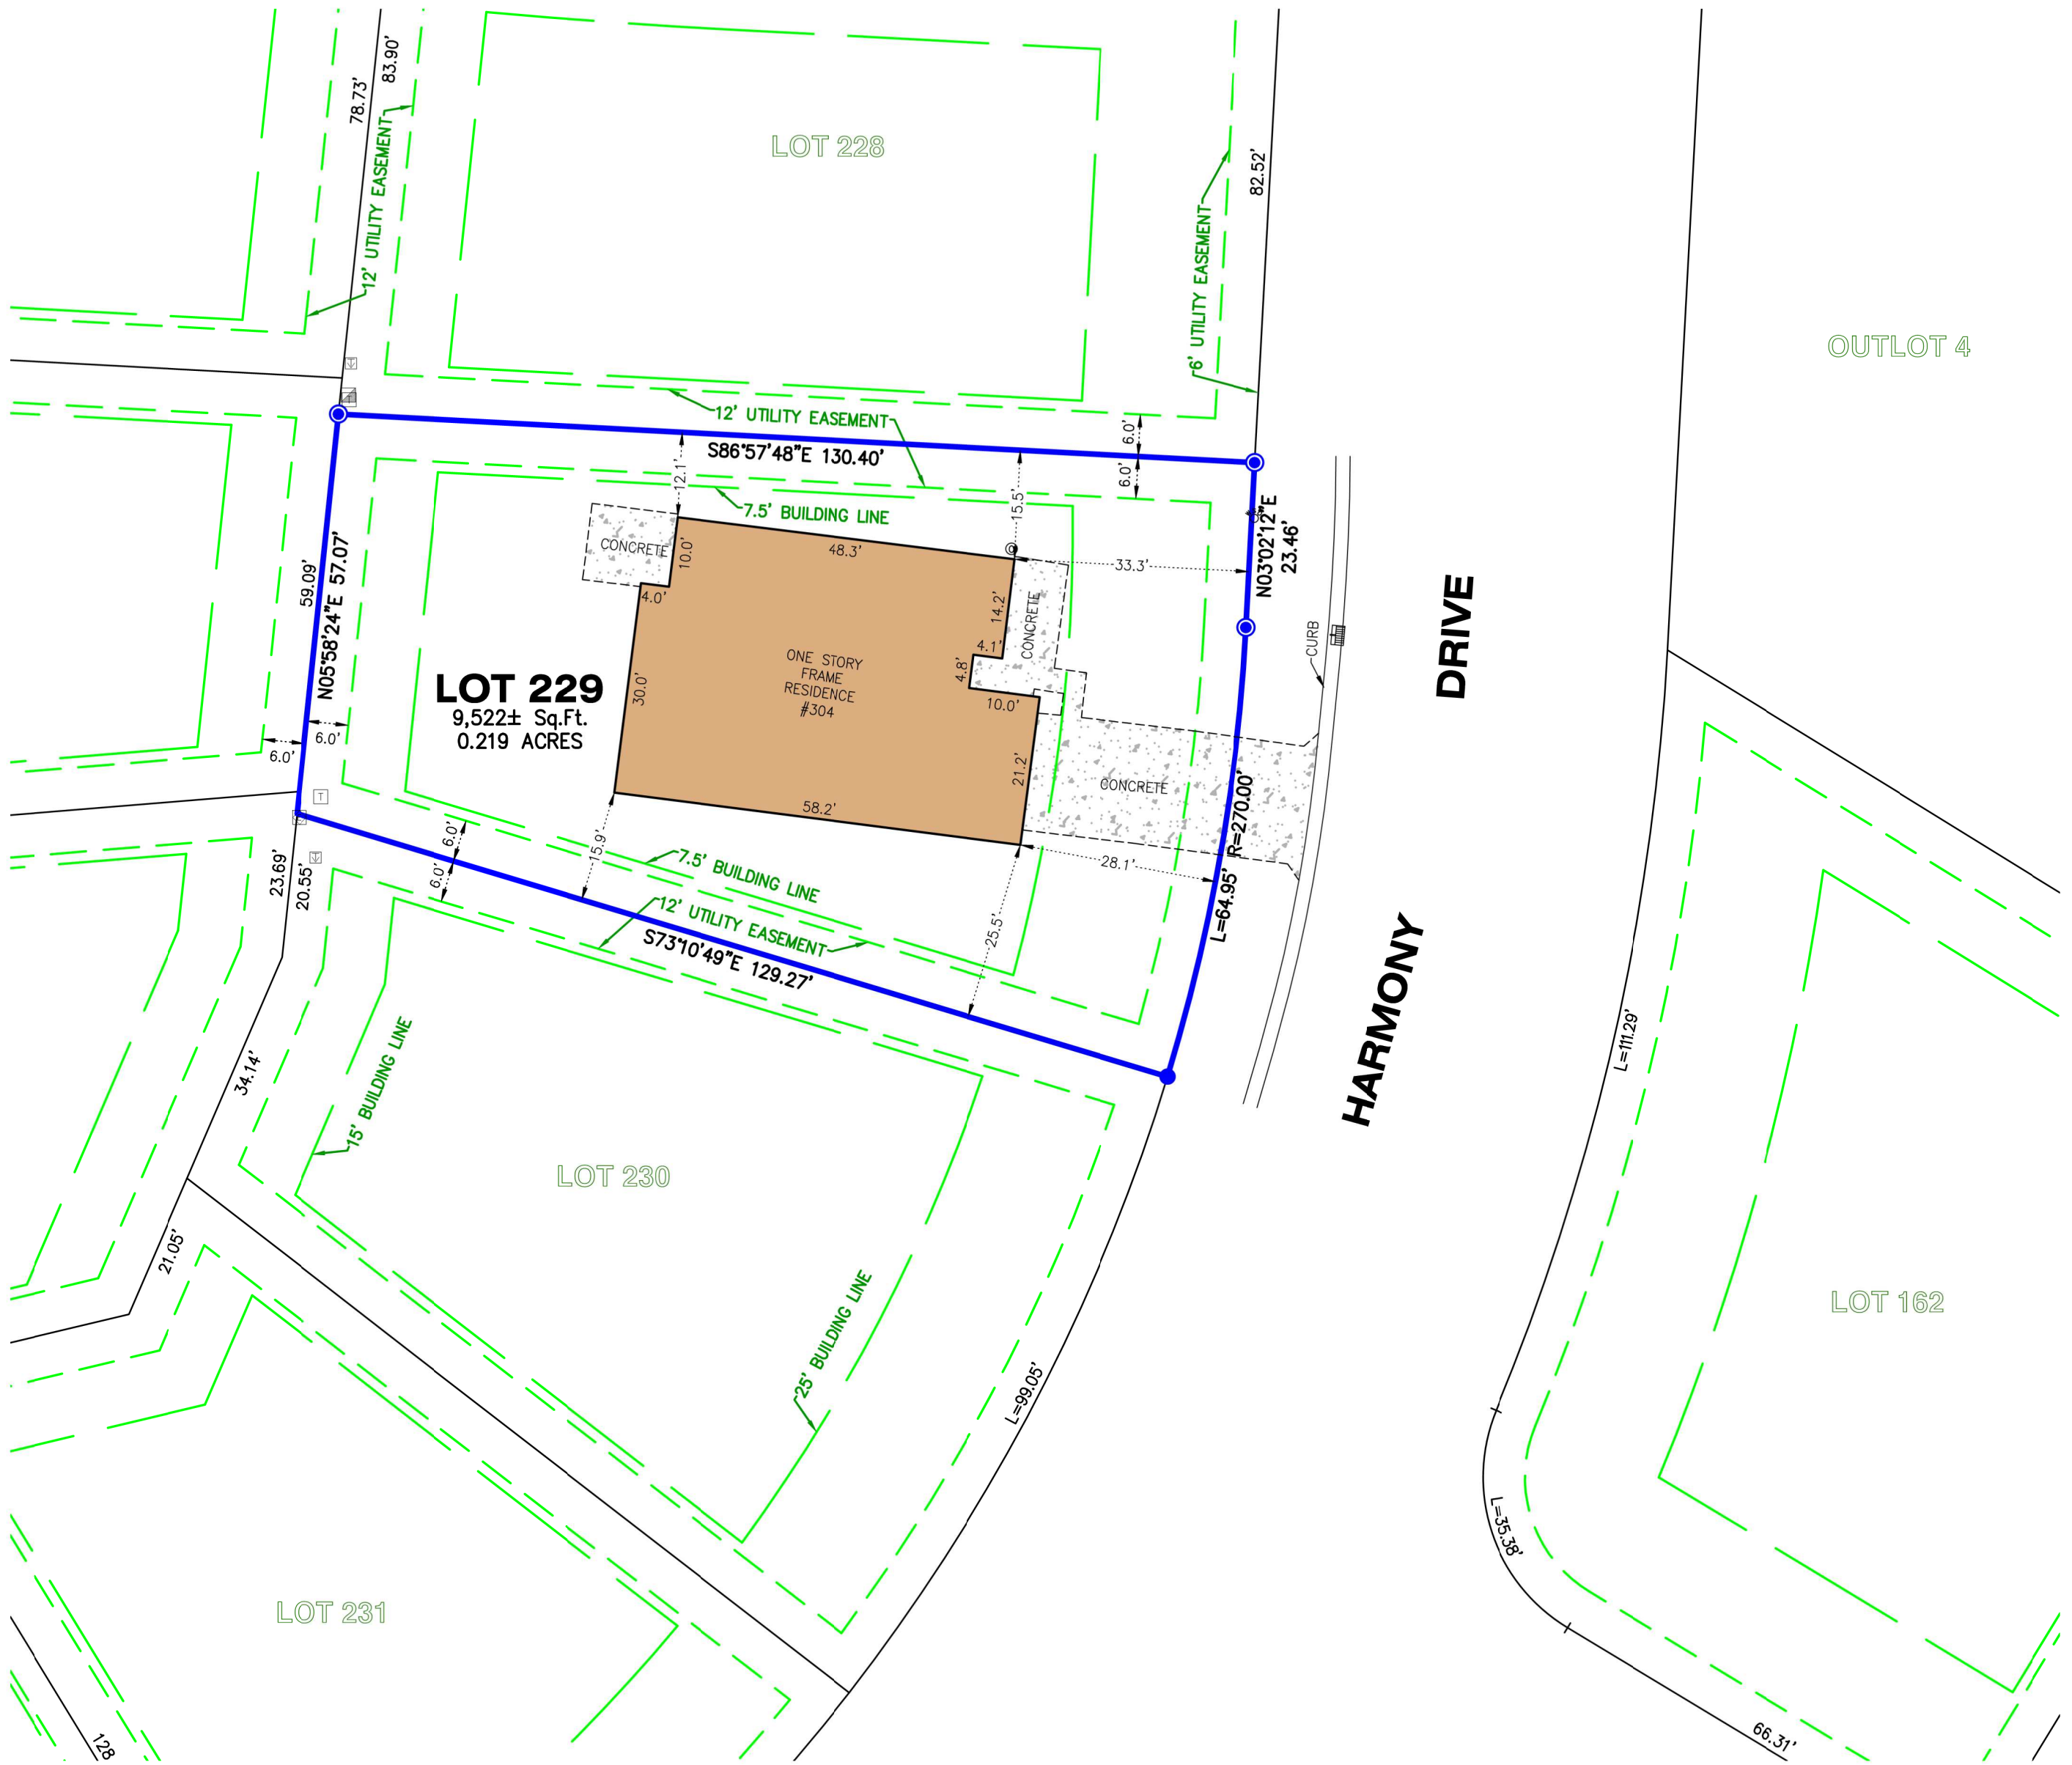 83.90'
78.73'
12' UTILITY EASEMENT
LOT 228
82.52'
6' UTILITY EASEMENT
OUTLOT 4
12' UTILITY EASEMENT
6.0'
6.0'
S86°57'48"E 130.40'
12.1'
15.5'
7.5' BUILDING LINE
N03°02'12"E
23.46'
CONCRETE
10.0'
48.3'
33.3'
4.0'
59.09'
N05°58'24"E 57.07'
14.2'
CONCRETE
4.1'
4.8'
10.0'
CURB
DRIVE
ONE STORY
FRAME
RESIDENCE
#304
30.0'
LOT 229
9,522± Sq.Ft.
0.219 ACRES
6.0'
6.0'
T
21.2'
CONCRETE
58.2'
R=270.00'
L=64.95'
28.1'
6.0'
6.0'
15.9'
7.5' BUILDING LINE
12' UTILITY EASEMENT
S73°10'49"E 129.27'
25.5'
23.69'
20.55'
HARMONY
34.14'
15' BUILDING LINE
L=111.29'
LOT 230
21.05'
25' BUILDING LINE
L=99.05'
LOT 162
L=35.38'
LOT 231
128
66.31'